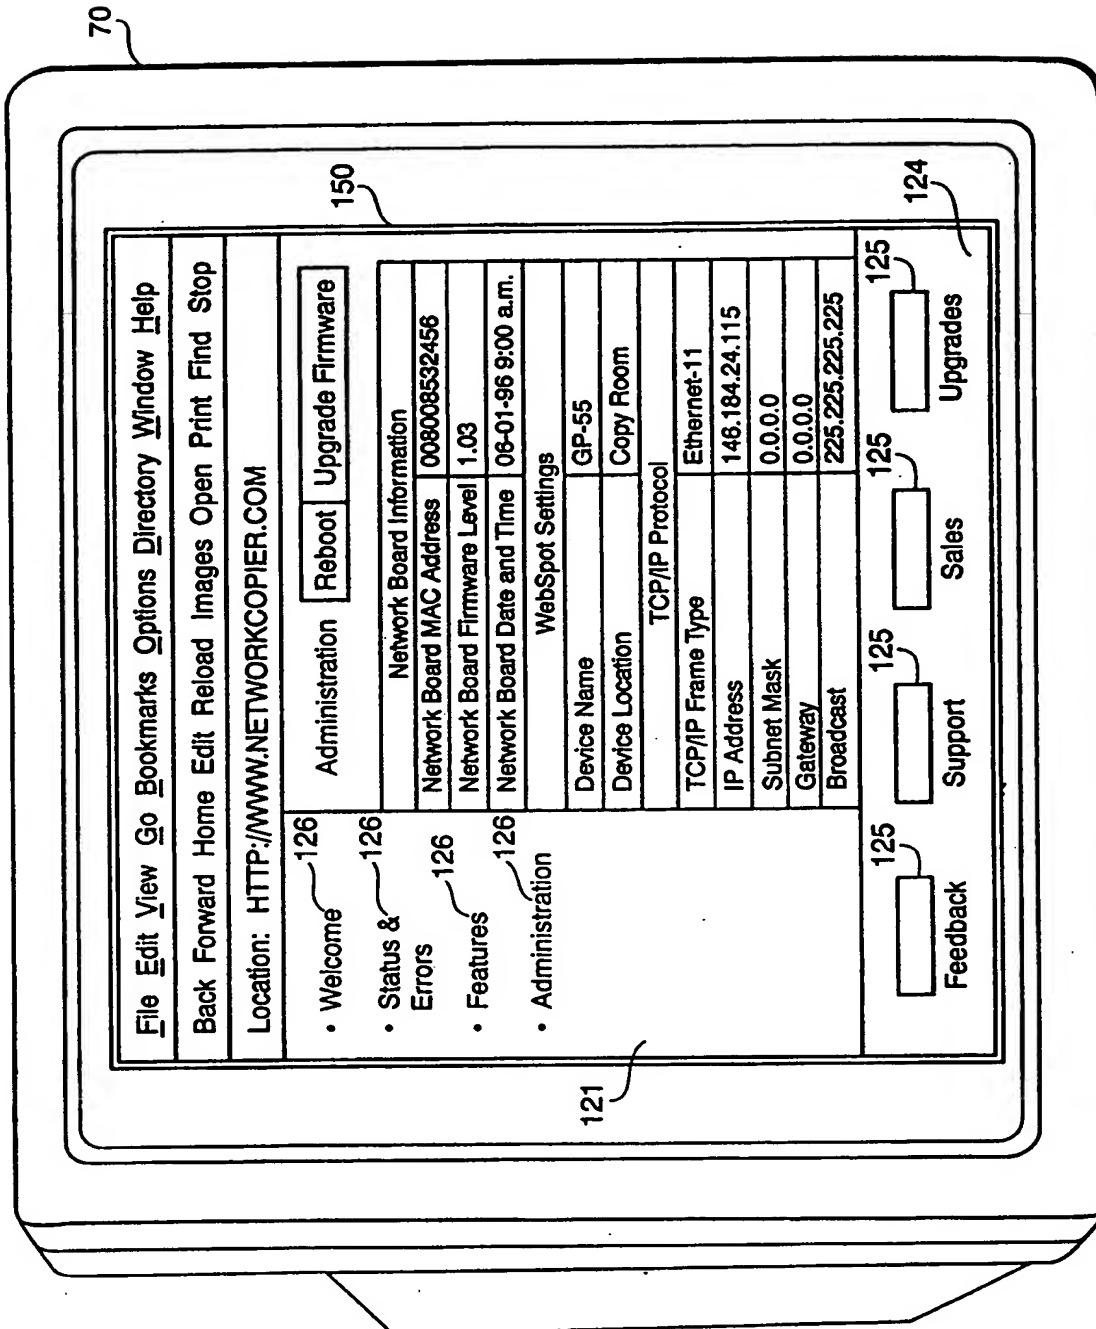 70
150
File Edit View Go Bookmarks Options Directory Window Help
Back Forward Home Edit Reload Images Open Print Find Stop
Location: HTTP://WWW.NETWORKCOPIER.COM
• Welcome 126
• Status & Errors 126
• Features 126
• Administration 126
121
Administration Reboot Upgrade Firmware
Network Board Information
Network Board MAC Address 008008532456
Network Board Firmware Level 1.03
Network Board Date and Time 06-01-96 9:00 a.m.
WebSpot Settings
Device Name GP-55
Device Location Copy Room
TCP/IP Protocol
TCP/IP Frame Type Ethernet-11
IP Address 146.184.24.115
Subnet Mask 0.0.0.0
Gateway 0.0.0.0
Broadcast 225.225.225.225
125 125 125 125
Feedback Support Sales Upgrades
124